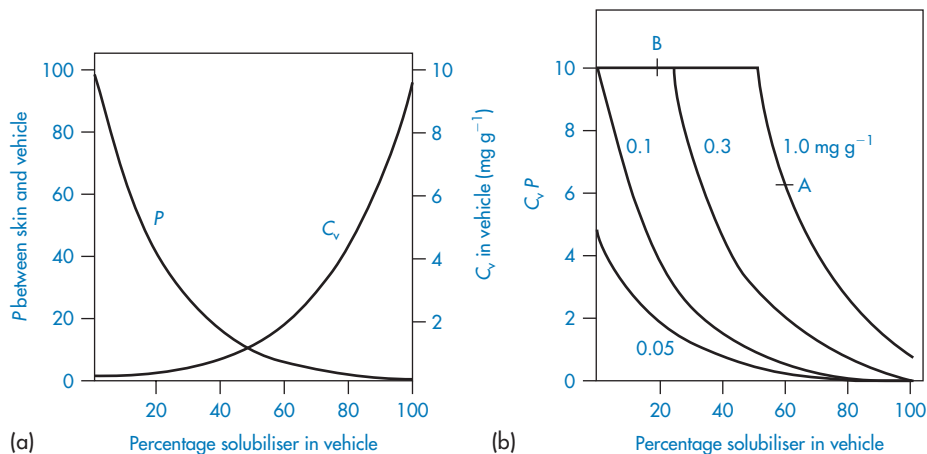 100
80
60
40
20
0
P between skin and vehicle
P
C_v
10
8
6
4
2
C_v in vehicle (mg g⁻¹)
20 40 60 80 100
(a) Percentage solubiliser in vehicle
B
10
8
6
4
2
0
C_v P
0.1
0.3
1.0 mg g⁻¹
A
0.05
20 40 60 80 100
(b) Percentage solubiliser in vehicle